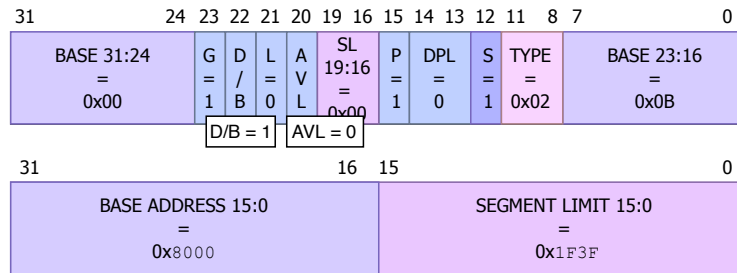 31 24 23 22 21 20 19 16 15 14 13 12 11 8 7 0
BASE 31:24 = 0x00
G = 1
D / B
L = 0
A V L
SL 19:16 = 0x00
P = 1
DPL = 0
S = 1
TYPE = 0x02
BASE 23:16 = 0x0B
D/B = 1
AVL = 0
31 16 15 0
BASE ADDRESS 15:0 = 0x8000
SEGMENT LIMIT 15:0 = 0x1F3F